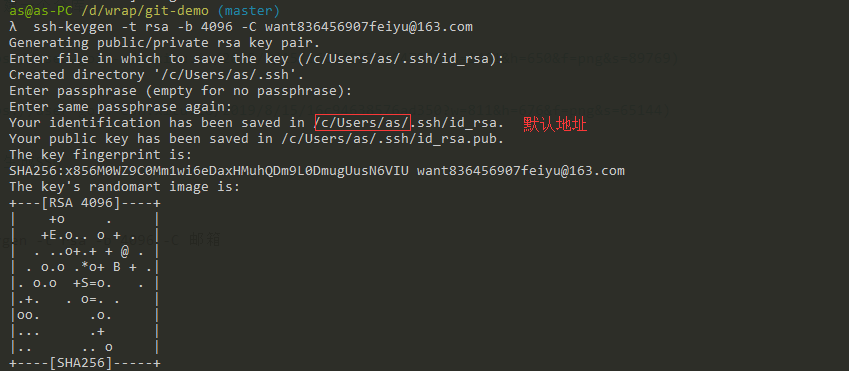 as@as-PC /d/wrap/git-demo (master)
λ  ssh-keygen -t rsa -b 4096 -C want836456907feiyu@163.com
Generating public/private rsa key pair.
Enter file in which to save the key (/c/Users/as/.ssh/id_rsa):
Created directory '/c/Users/as/.ssh'.
Enter passphrase (empty for no passphrase):
Enter same passphrase again:
Your identification has been saved in /c/Users/as/.ssh/id_rsa. 默认地址
Your public key has been saved in /c/Users/as/.ssh/id_rsa.pub.
The key fingerprint is:
SHA256:x856M0WZ9C0Mm1wi6eDaxHMuhQDm9L0DmugUusN6VIU want836456907feiyu@163.com
The key's randomart image is:
+---[RSA 4096]----+
|    +o     .     |
|   +E.o.. o + .  |
|  . ..o+.+ + @ . |
| . o.o .*o+ B + .|
|. o.o  +S=o.   . |
|.+.   . o=. .    |
|oo.      .o.     |
|...      .+      |
|..      .. o     |
+----[SHA256]-----+